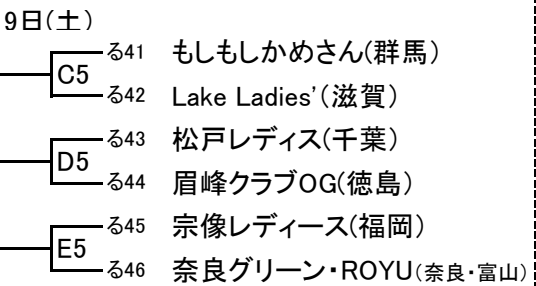 9日(土)
る41 もしもしかめさん(群馬)
C5
る42 Lake Ladies'(滋賀)
る43 松戸レディス(千葉)
D5
る44 眉峰クラブOG(徳島)
る45 宗像レディース(福岡)
E5
る46 奈良グリーン・ROYU(奈良・富山)